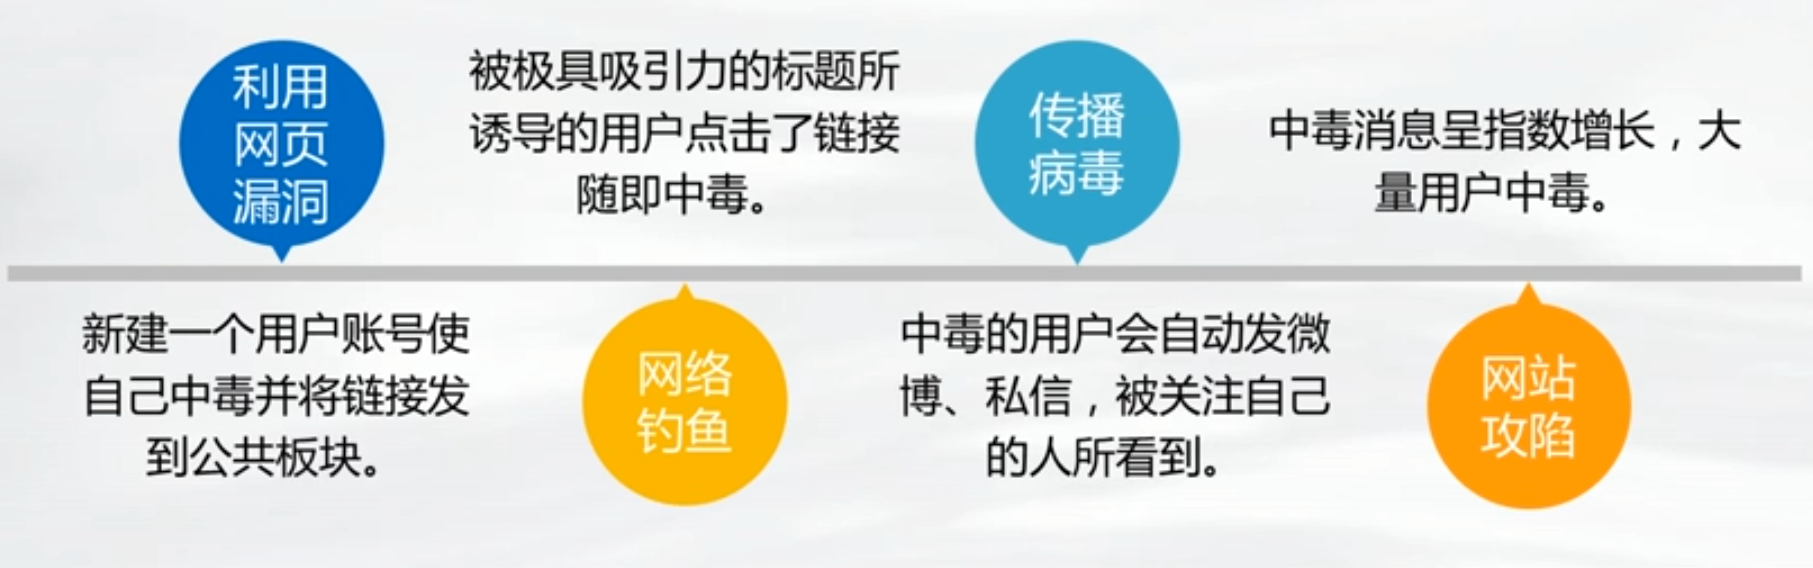 利用
网页
漏洞
新建一个用户账号使
自己中毒并将链接发
到公共板块。
被极具吸引力的标题所
诱导的用户点击了链接
随即中毒。
网络
钓鱼
传播
病毒
中毒的用户会自动发微
博、私信，被关注自己
的人所看到。
中毒消息呈指数增长，大
量用户中毒。
网站
攻陷